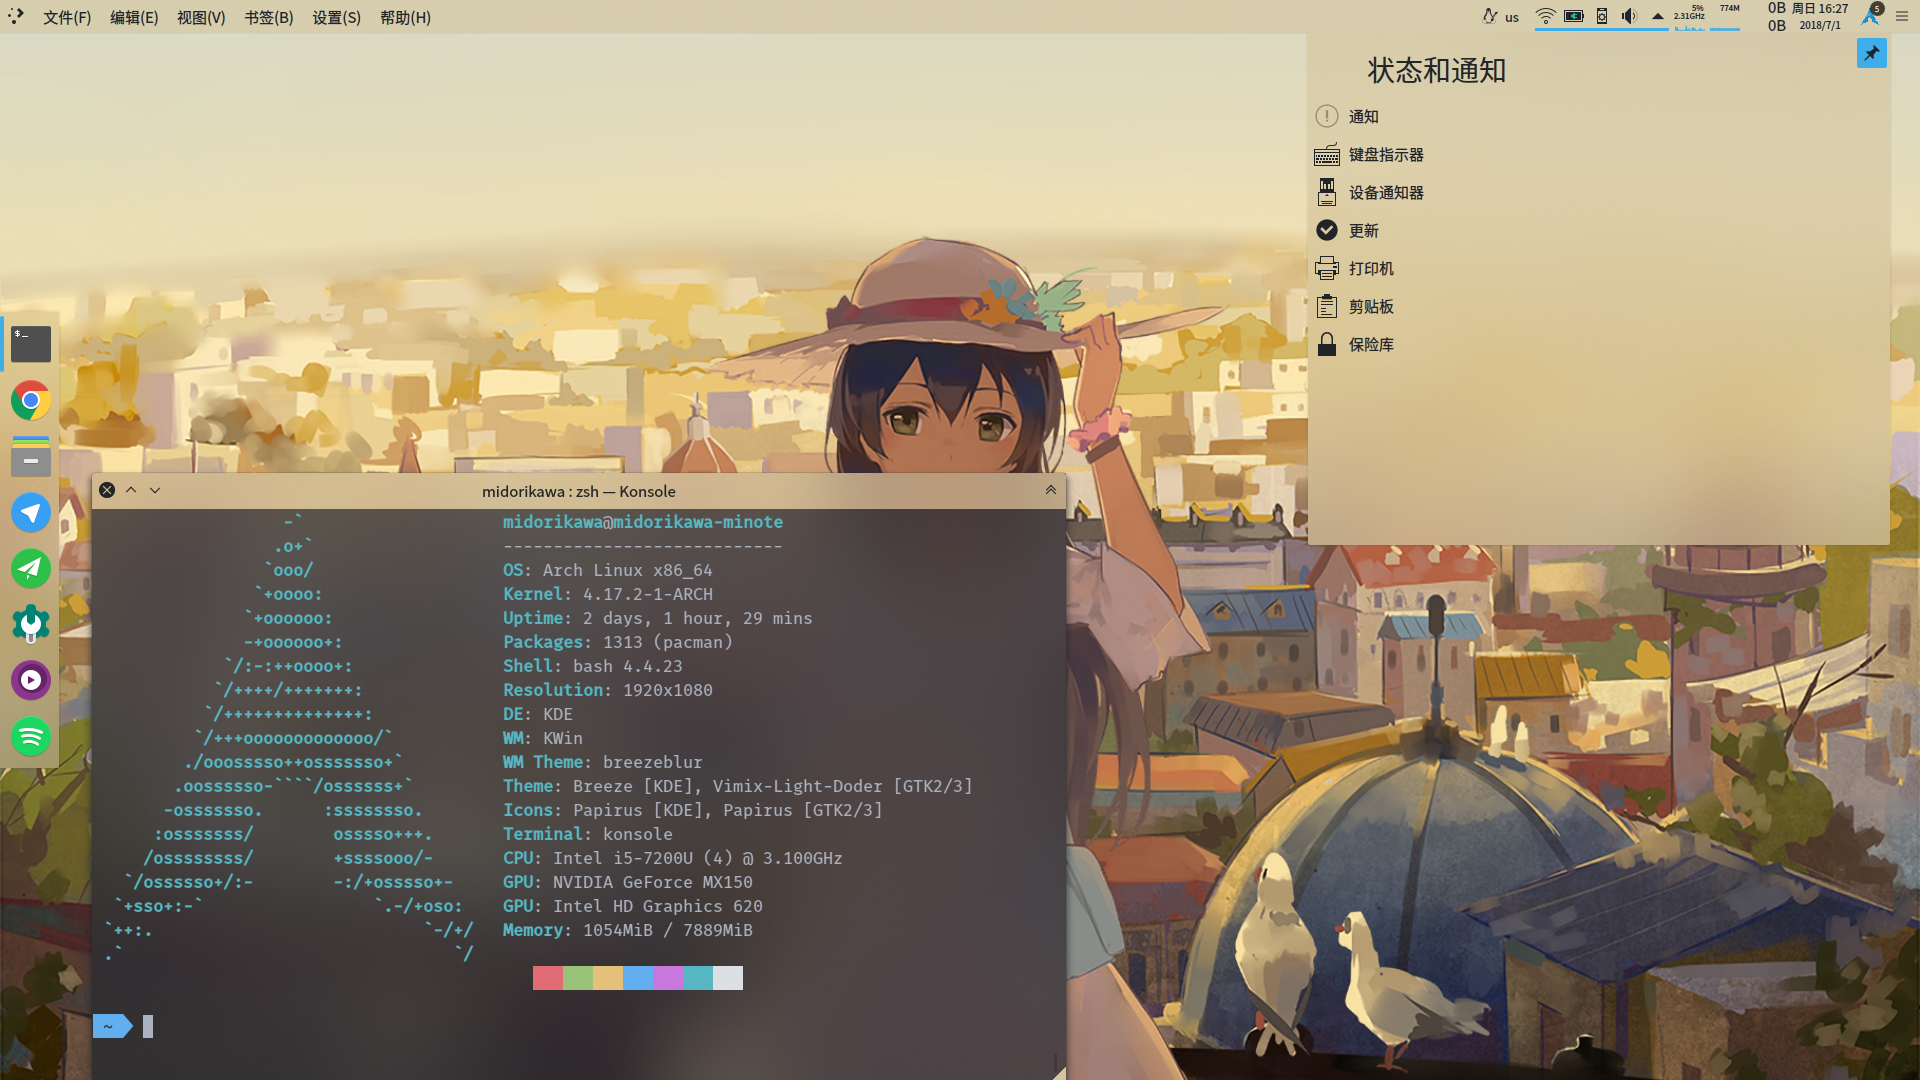 文件(F) 编辑(E) 视图(V) 书签(B) 设置(S) 帮助(H)
us
5%
2.31GHz
774M
0B
0B
周日 16:27
2018/7/1
5
状态和通知
通知
键盘指示器
设备通知器
更新
打印机
剪贴板
保险库
$_
midorikawa : zsh — Konsole
-`
.o+`
`ooo/
`+oooo:
`+oooooo:
-+oooooo+:
`/:-:++oooo+:
`/++++/+++++++:
`/++++++++++++++:
`/+++ooooooooooooo/`
./ooosssso++osssssso+`
.oossssso-````/ossssss+`
-osssssso.      :ssssssso.
:osssssss/        osssso+++.
/ossssssss/        +ssssooo/-
`/ossssso+/:-        -:/+osssso+-
`+sso+:-`                 `.-/+oso:
`++:.                           `-/+/
.`                                 `/
midorikawa@midorikawa-minote
----------------------------
OS: Arch Linux x86_64
Kernel: 4.17.2-1-ARCH
Uptime: 2 days, 1 hour, 29 mins
Packages: 1313 (pacman)
Shell: bash 4.4.23
Resolution: 1920x1080
DE: KDE
WM: KWin
WM Theme: breezeblur
Theme: Breeze [KDE], Vimix-Light-Doder [GTK2/3]
Icons: Papirus [KDE], Papirus [GTK2/3]
Terminal: konsole
CPU: Intel i5-7200U (4) @ 3.100GHz
GPU: NVIDIA GeForce MX150
GPU: Intel HD Graphics 620
Memory: 1054MiB / 7889MiB
~